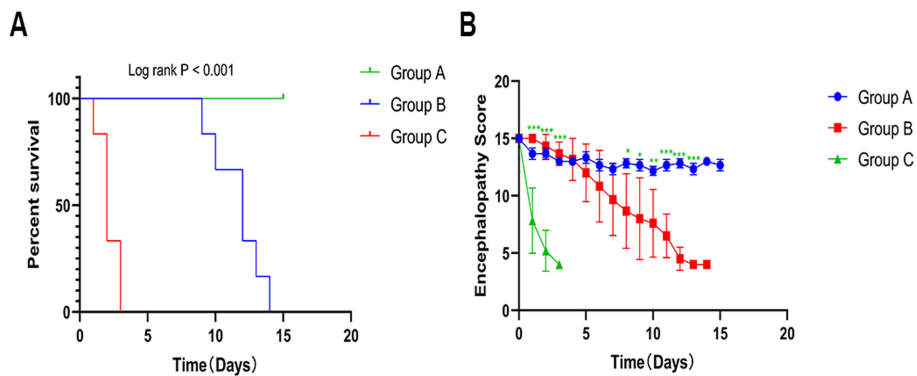 A
Log rank P < 0.001
Percent survival
100
50
0
0 5 10 15 20
Time(Days)
Group A
Group B
Group C
B
Encephalopathy Score
20
15
10
5
0
*** *** *** * * ** *** *** ***
0 5 10 15 20
Time(Days)
Group A
Group B
Group C